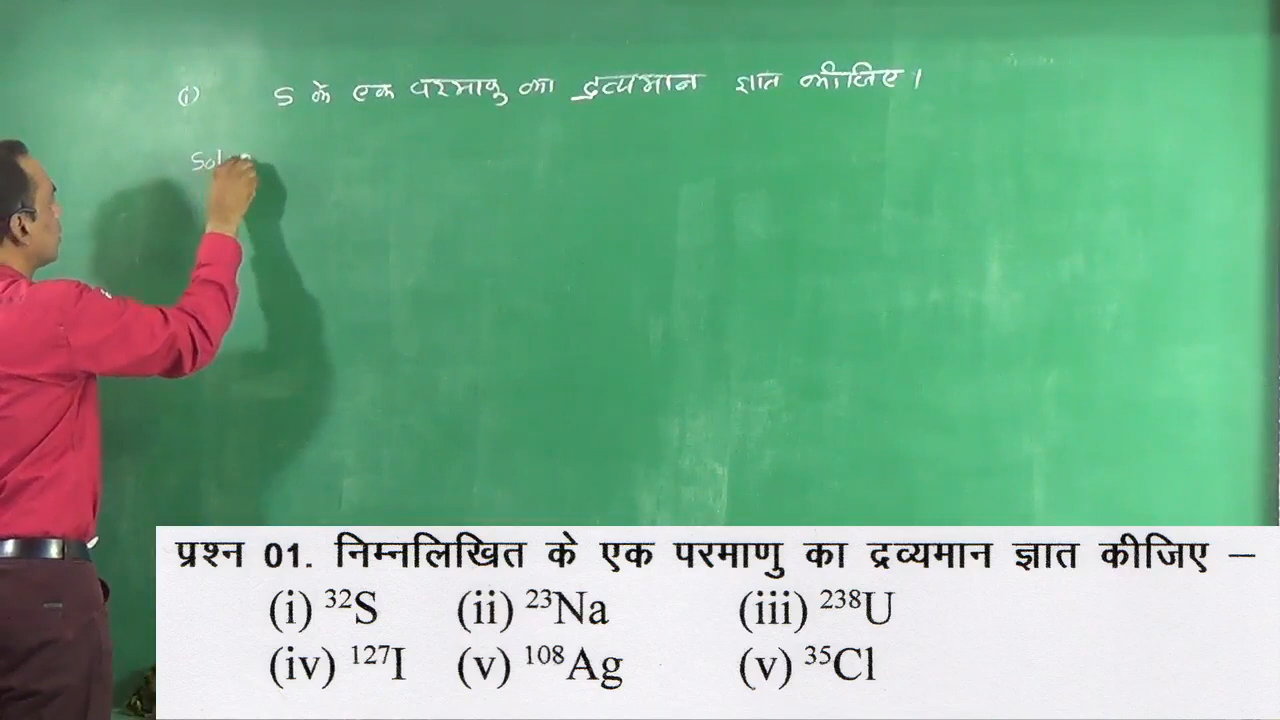 (i) S के एक परमाणु का द्रव्यमान ज्ञात कीजिए।
प्रश्न 01. निम्नलिखित के एक परमाणु का द्रव्यमान ज्ञात कीजिए –
(i) ³²S (ii) ²³Na (iii) ²³⁸U
(iv) ¹²⁷I (v) ¹⁰⁸Ag (v) ³⁵Cl